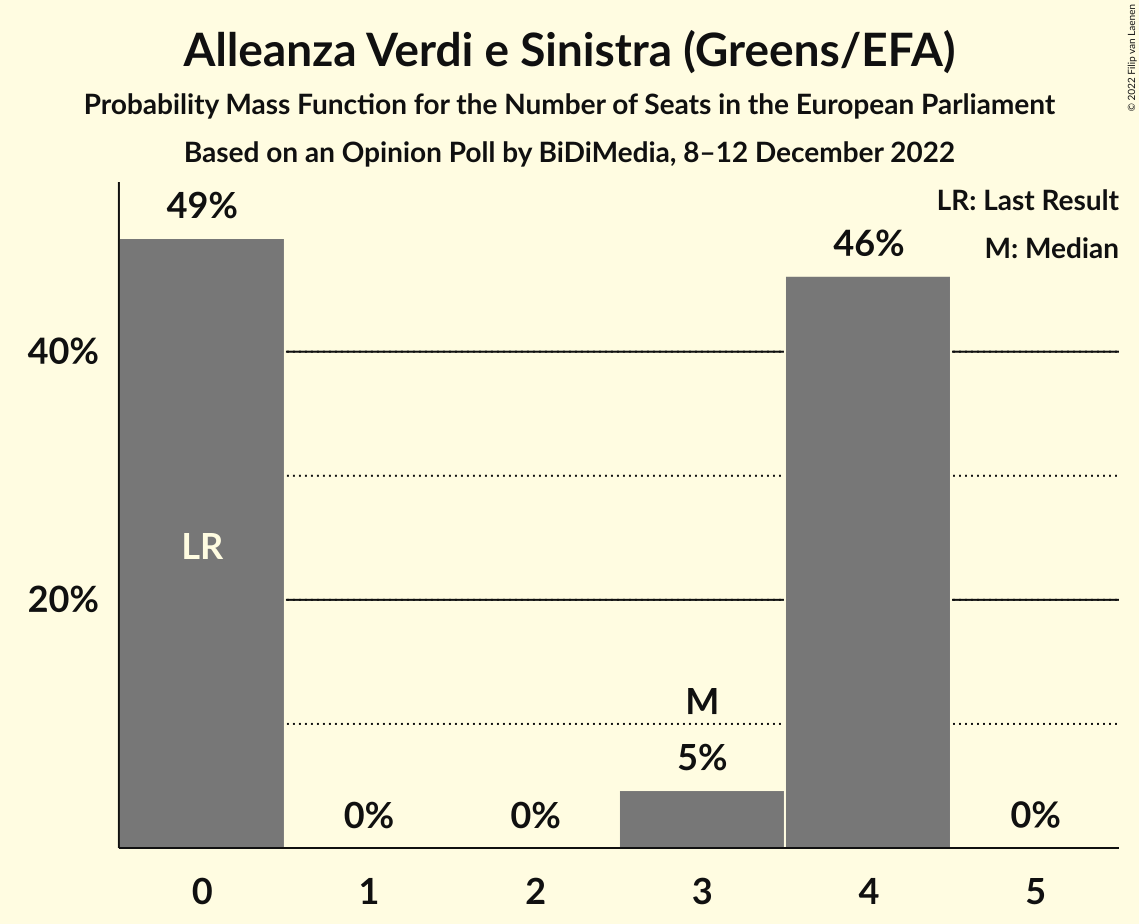 Alleanza Verdi e Sinistra (Greens/EFA)
Probability Mass Function for the Number of Seats in the European Parliament
Based on an Opinion Poll by BiDiMedia, 8–12 December 2022
© 2022 Filip van Laenen
LR: Last Result
M: Median
49%
46%
40%
LR
20%
M
5%
0%
0%
0%
0 1 2 3 4 5